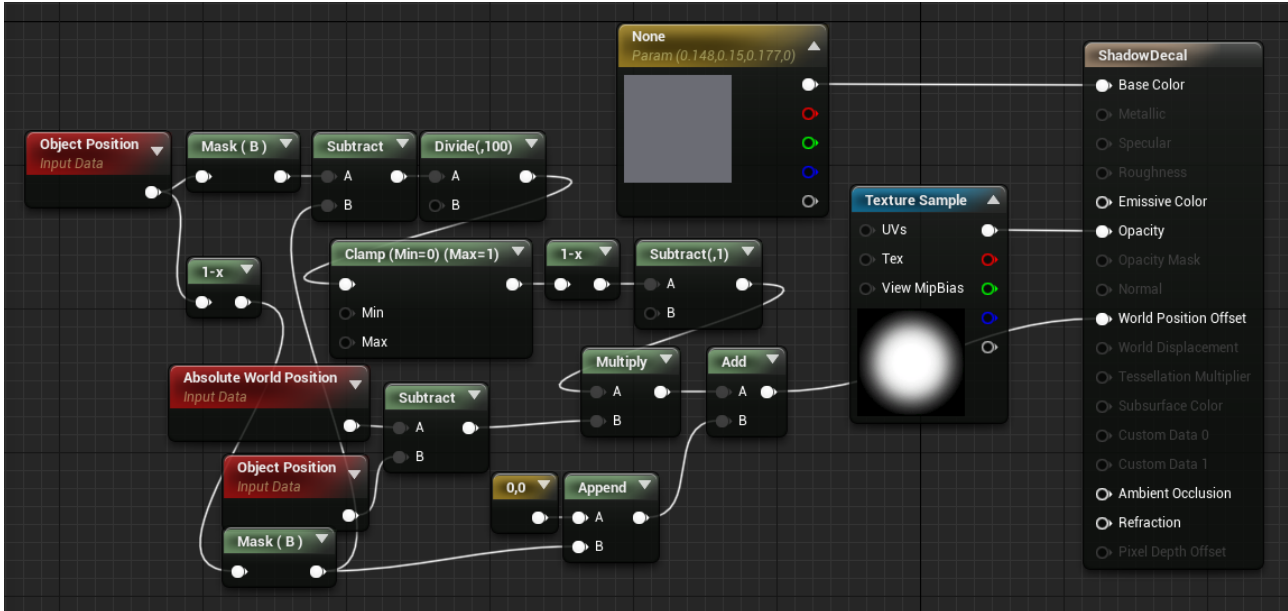 None
Param (0.148,0.15,0.177,0)
ShadowDecal
Base Color
Metallic
Specular
Roughness
Emissive Color
Opacity
Opacity Mask
Normal
World Position Offset
World Displacement
Tessellation Multiplier
Subsurface Color
Custom Data 0
Custom Data 1
Ambient Occlusion
Refraction
Pixel Depth Offset
Object Position
Input Data
Mask ( B )
Subtract
A
B
Divide(,100)
A
B
Texture Sample
UVs
Tex
View MipBias
1-x
Clamp (Min=0) (Max=1)
Min
Max
1-x
Subtract(,1)
A
B
Multiply
A
B
Add
A
B
Absolute World Position
Input Data
Subtract
A
B
Object Position
Input Data
0,0
Append
A
B
Mask ( B )